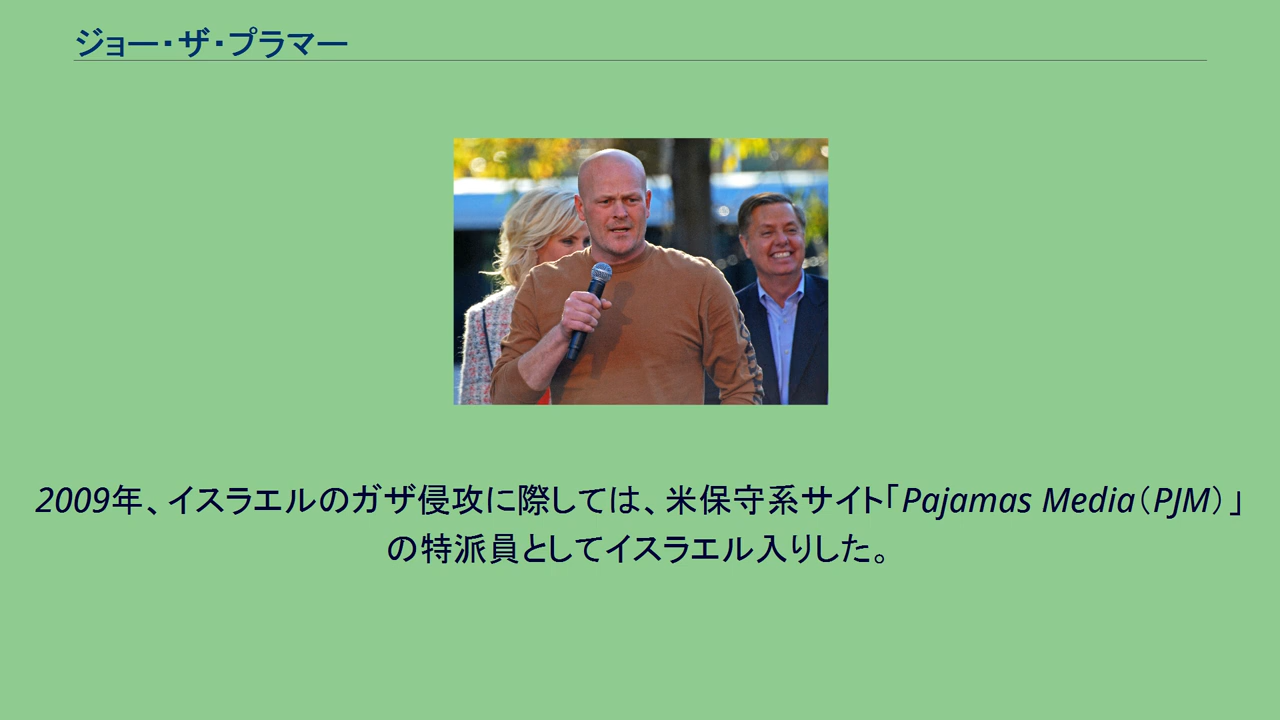 ジョー・ザ・プラマー
2009年、イスラエルのガザ侵攻に際しては、米保守系サイト「Pajamas Media（PJM）」
の特派員としてイスラエル入りした。